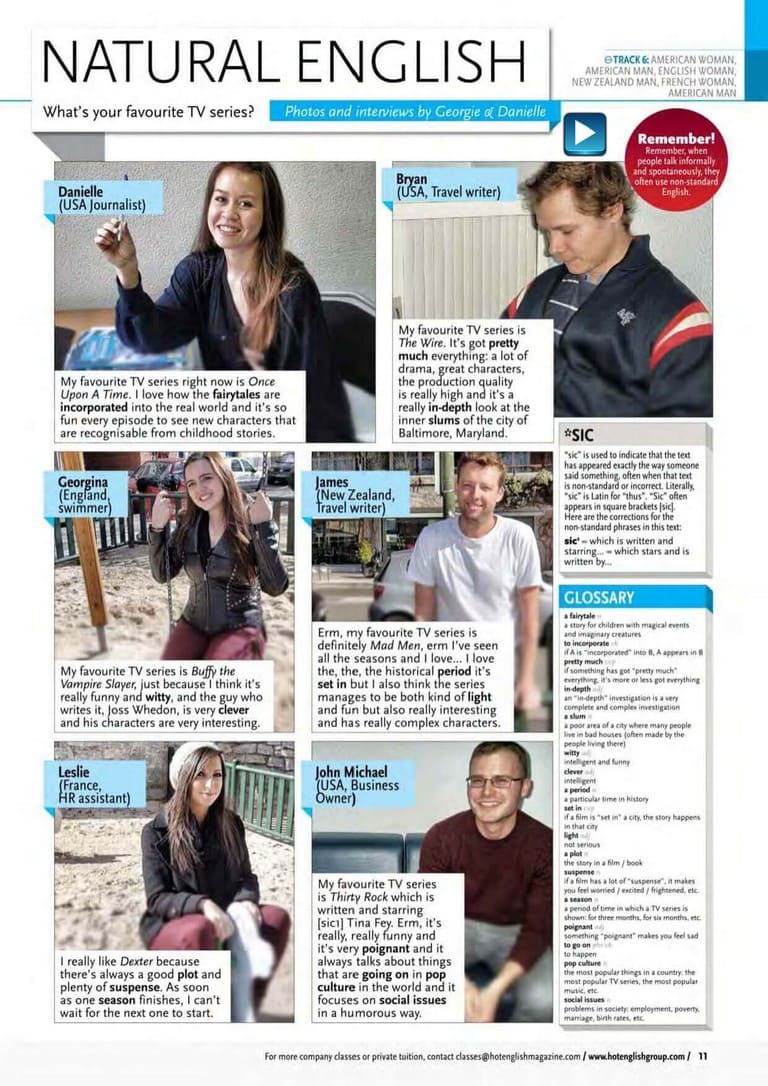 NATURAL ENGLISH
What's your favourite TV series?
Photos and interviews by Georgie & Danielle
TRACK 6: AMERICAN WOMAN,
AMERICAN MAN, ENGLISH WOMAN,
NEW ZEALAND MAN, FRENCH WOMAN,
AMERICAN MAN
Remember!
Remember, when
people talk informally
and spontaneously, they
often use non-standard
English.
Danielle
(USA Journalist)
My favourite TV series right now is Once
Upon A Time. I love how the fairytales are
incorporated into the real world and it's so
fun every episode to see new characters that
are recognisable from childhood stories.
Bryan
(USA, Travel writer)
My favourite TV series is
The Wire. It's got pretty
much everything: a lot of
drama, great characters,
the production quality
is really high and it's a
really in-depth look at the
inner slums of the city of
Baltimore, Maryland.
Georgina
(England,
swimmer)
My favourite TV series is Buffy the
Vampire Slayer, just because I think it's
really funny and witty, and the guy who
writes it, Joss Whedon, is very clever
and his characters are very interesting.
James
(New Zealand,
Travel writer)
Erm, my favourite TV series is
definitely Mad Men, erm I've seen
all the seasons and I love... I love
the, the, the historical period it's
set in but I also think the series
manages to be both kind of light
and fun but also really interesting
and has really complex characters.
Leslie
(France,
HR assistant)
I really like Dexter because
there's always a good plot and
plenty of suspense. As soon
as one season finishes, I can't
wait for the next one to start.
John Michael
(USA, Business
Owner)
My favourite TV series
is Thirty Rock which is
written and starring
[sic1] Tina Fey. Erm, it's
really, really funny and
it's very poignant and it
always talks about things
that are going on in pop
culture in the world and it
focuses on social issues
in a humorous way.
*SIC
"sic" is used to indicate that the text
has appeared exactly the way someone
said something, often when that text
is non-standard or incorrect. Literally,
"sic" is Latin for "thus". "Sic" often
appears in square brackets [sic].
Here are the corrections for the
non-standard phrases in this text:
sic¹ = which is written and
starring... = which stars and is
written by...
GLOSSARY
a fairytale n
a story for children with magical events
and imaginary creatures
to incorporate vb
if A is "incorporated" into B, A appears in B
pretty much exp
if something has got "pretty much"
everything, it's more or less got everything
in-depth adj
an "in-depth" investigation is a very
complete and complex investigation
a slum n
a poor area of a city where many people
live in bad houses (often made by the
people living there)
witty adj
intelligent and funny
clever adj
intelligent
a period n
a particular time in history
set in exp
if a film is "set in" a city, the story happens
in that city
light adj
not serious
a plot n
the story in a film / book
suspense n
if a film has a lot of "suspense", it makes
you feel worried / excited / frightened, etc.
a season n
a period of time in which a TV series is
shown: for three months, for six months, etc.
poignant adj
something "poignant" makes you feel sad
to go on phr vb
to happen
pop culture n
the most popular things in a country: the
most popular TV series, the most popular
music, etc.
social issues n
problems in society: employment, poverty,
marriage, birth rates, etc.
For more company classes or private tuition, contact classes@hotenglishmagazine.com / www.hotenglishgroup.com / 11